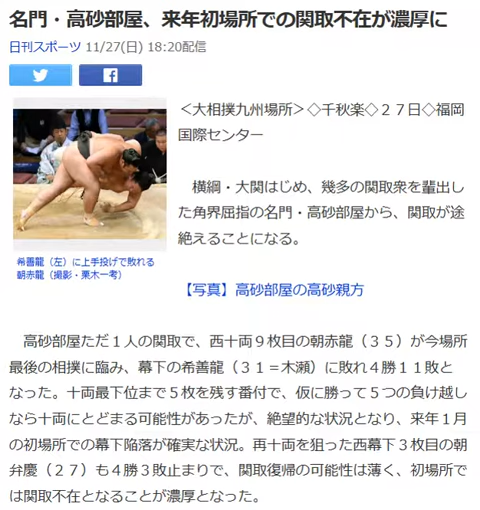 名門・高砂部屋、来年初場所での関取不在が濃厚に
日刊スポーツ 11/27(日) 18:20配信
＜大相撲九州場所＞◇千秋楽◇２７日◇福岡
国際センター
横綱・大関はじめ、幾多の関取衆を輩出し
た角界屈指の名門・高砂部屋から、関取が途
絶えることになる。
希善龍（左）に上手投げで敗れる
朝赤龍（撮影・栗木一考）
【写真】高砂部屋の高砂親方
高砂部屋ただ１人の関取で、西十両９枚目の朝赤龍（３５）が今場所
最後の相撲に臨み、幕下の希善龍（３１＝木瀬）に敗れ４勝１１敗と
なった。十両最下位まで５枚を残す番付で、仮に勝って５つの負け越し
なら十両にとどまる可能性があったが、絶望的な状況となり、来年１月
の初場所での幕下陥落が確実な状況。再十両を狙った西幕下３枚目の朝
弁慶（２７）も４勝３敗止まりで、関取復帰の可能性は薄く、初場所で
は関取不在となることが濃厚となった。